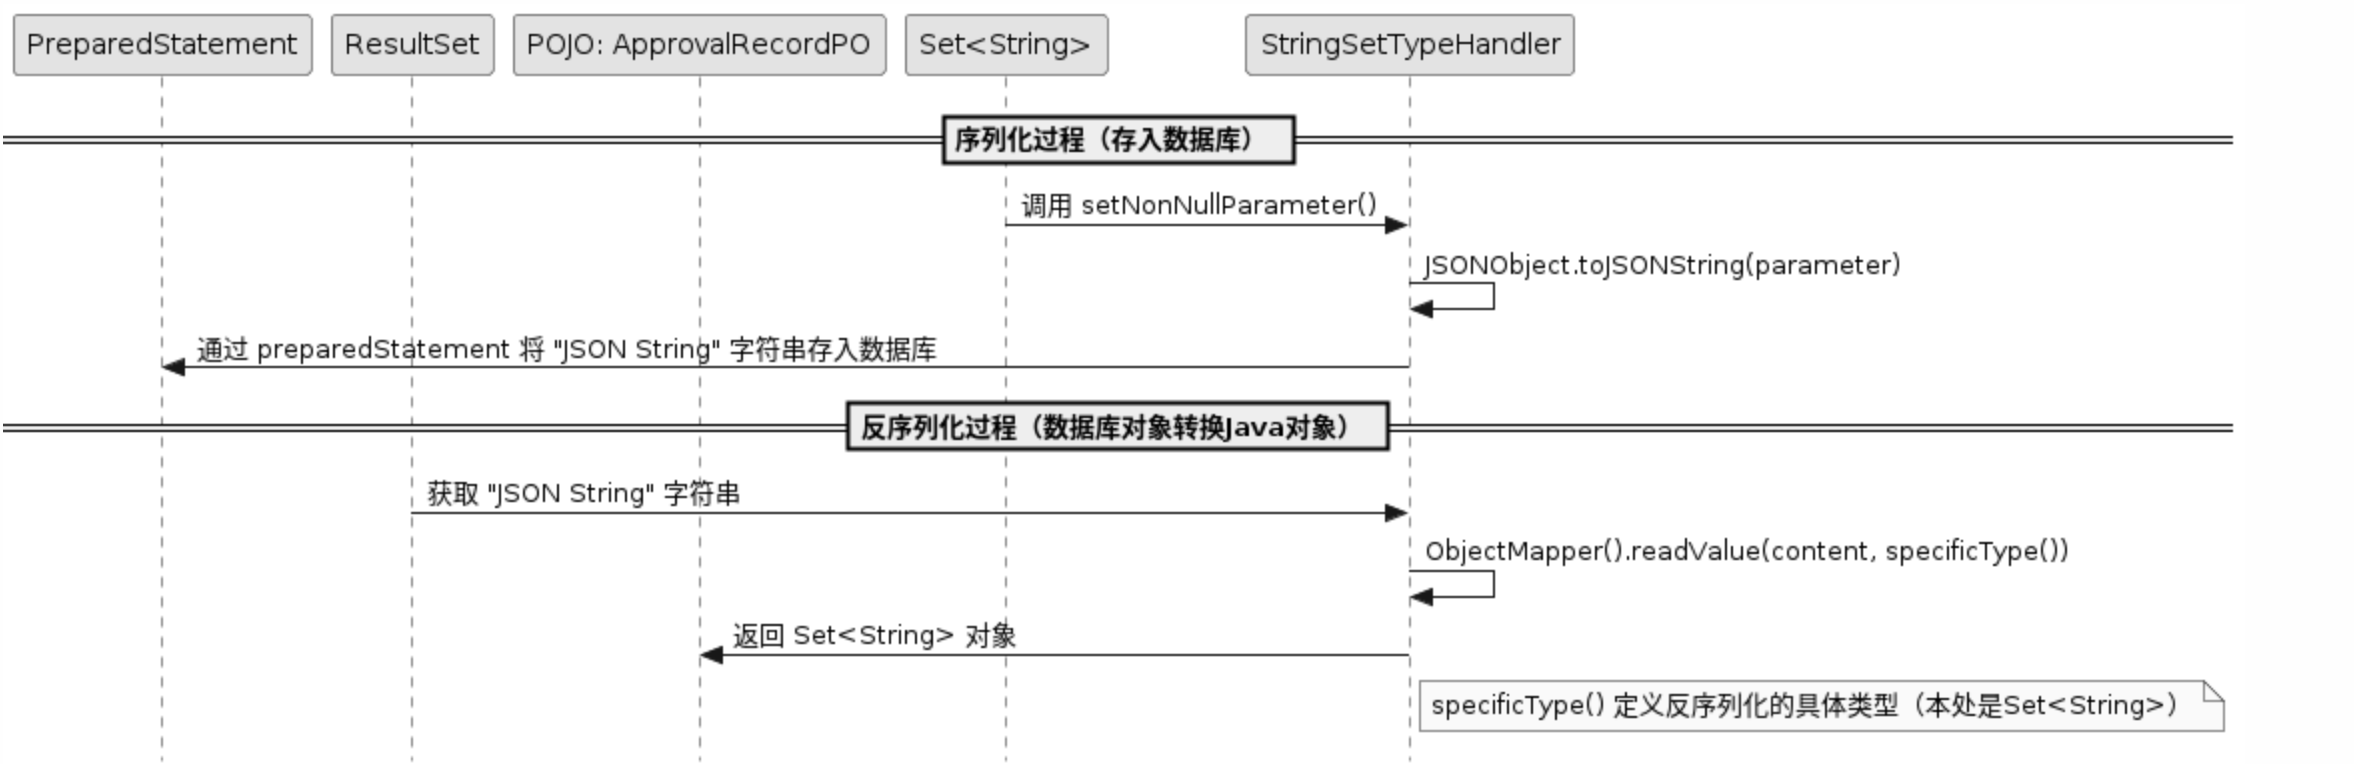 PreparedStatement
ResultSet
POJO: ApprovalRecordPO
Set<String>
StringSetTypeHandler
序列化过程（存入数据库）
调用 setNonNullParameter()
JSONObject.toJSONString(parameter)
通过 preparedStatement 将 "JSON String" 字符串存入数据库
反序列化过程（数据库对象转换Java对象）
获取 "JSON String" 字符串
ObjectMapper().readValue(content, specificType())
返回 Set<String> 对象
specificType() 定义反序列化的具体类型（本处是Set<String>）